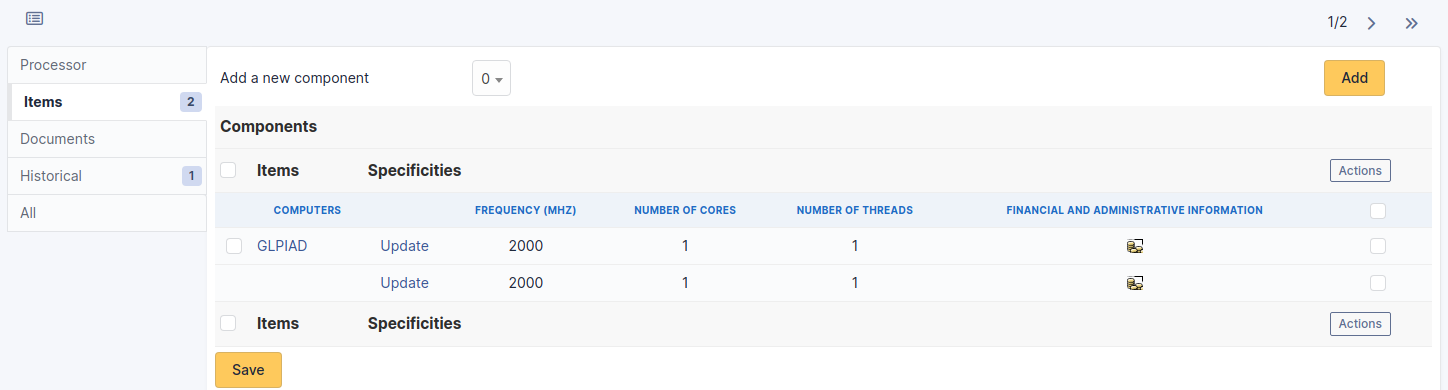 1/2
Processor
Items 2
Documents
Historical 1
All
Add a new component 0 Add
Components
Items Specificities Actions
COMPUTERS FREQUENCY (MHZ) NUMBER OF CORES NUMBER OF THREADS FINANCIAL AND ADMINISTRATIVE INFORMATION
GLPIAD Update 2000 1 1
Update 2000 1 1
Items Specificities Actions
Save